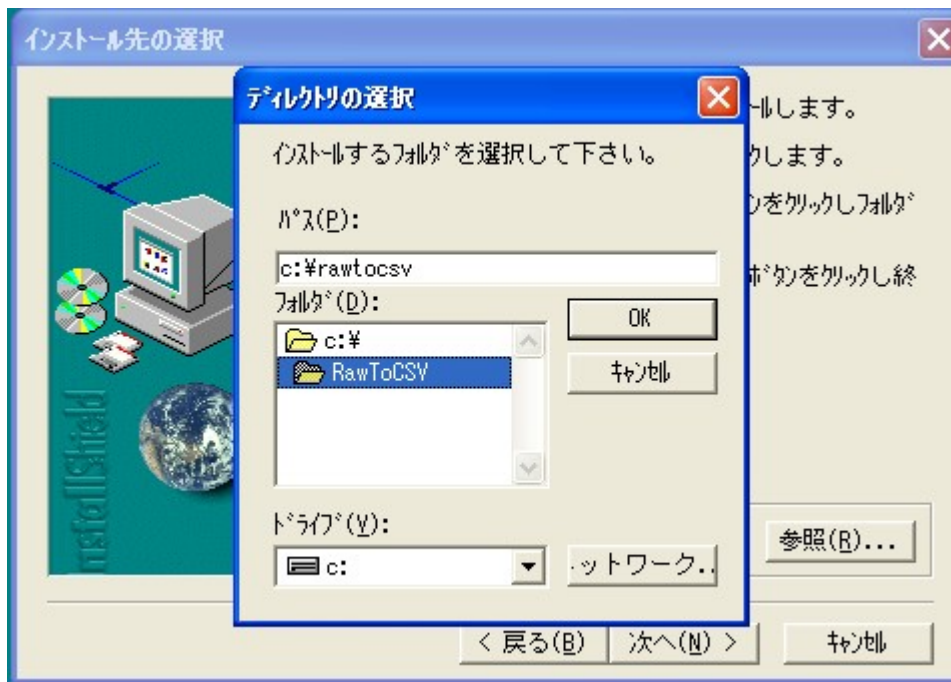 インストール先の選択
ディレクトリの選択
ールします。
インストールするフォルダを選択して下さい。
クします。
ンをクリックしフォルダ
パス(P):
c:¥rawtocsv
ボタンをクリックし終
フォルダ(D):
OK
c:¥
RawToCSV
キャンセル
InstallShield
ドライブ(V):
参照(R)...
c:
ットワーク..
< 戻る(B)
次へ(N) >
キャンセル